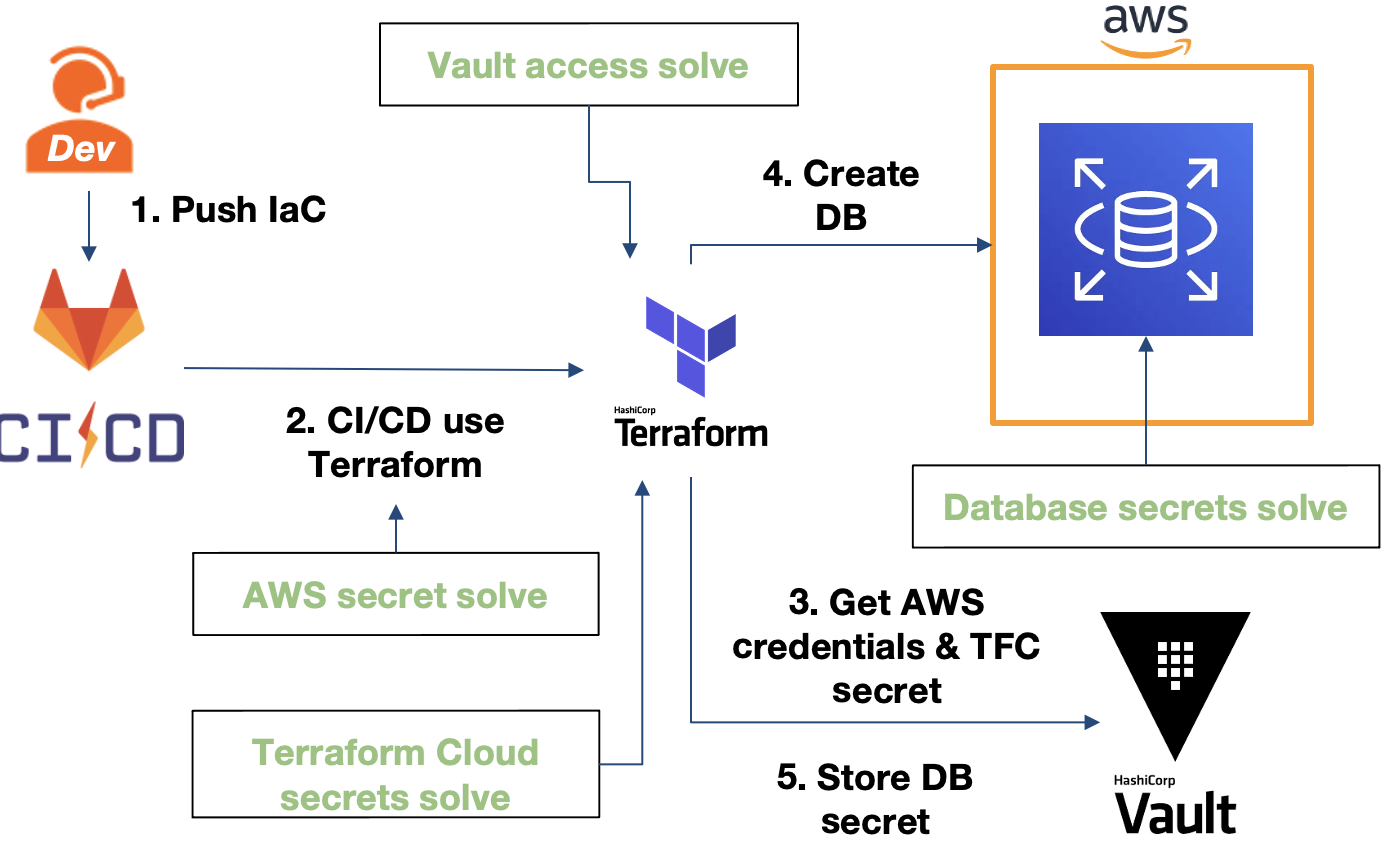 aws
Vault access solve
Dev
4. Create
DB
1. Push IaC
HashiCorp
Terraform
CI CD
2. CI/CD use
Terraform
Database secrets solve
AWS secret solve
3. Get AWS
credentials & TFC
secret
Terraform Cloud
secrets solve
5. Store DB
secret
HashiCorp
Vault